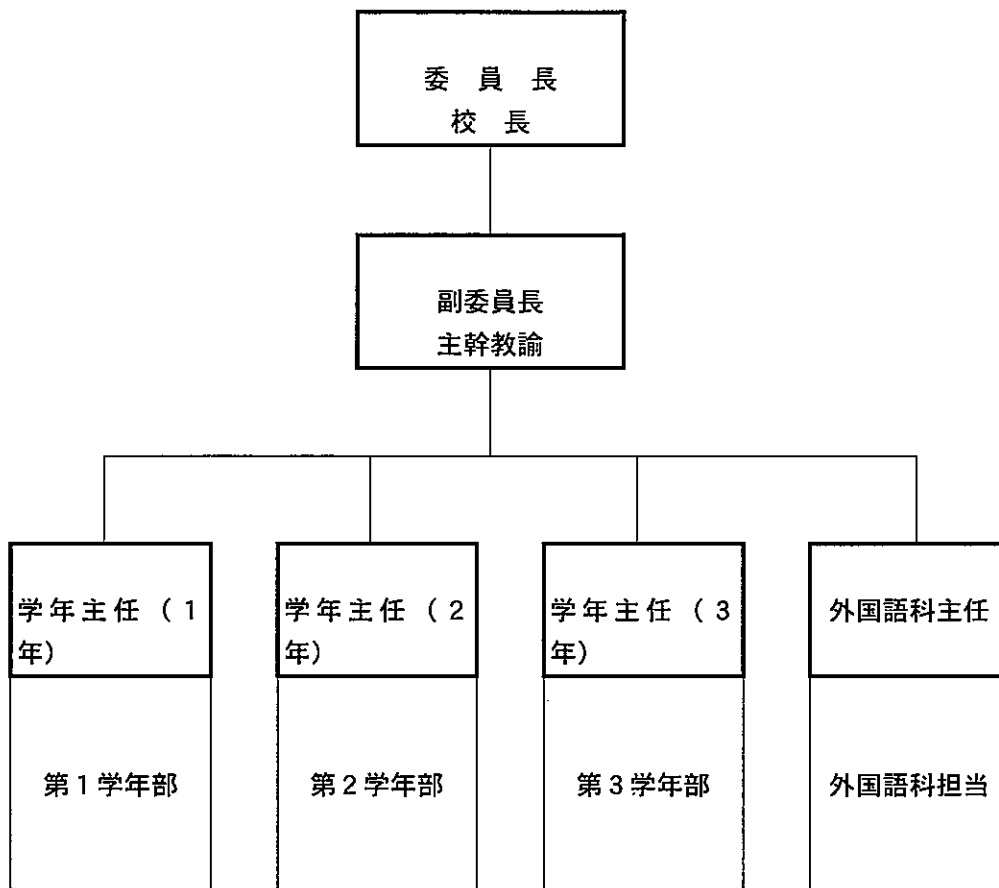 委 員 長
校 長
副委員長
主幹教諭
学年主任（1
年）
学年主任（2
年）
学年主任（3
年）
外国語科主任
第1学年部
第2学年部
第3学年部
外国語科担当